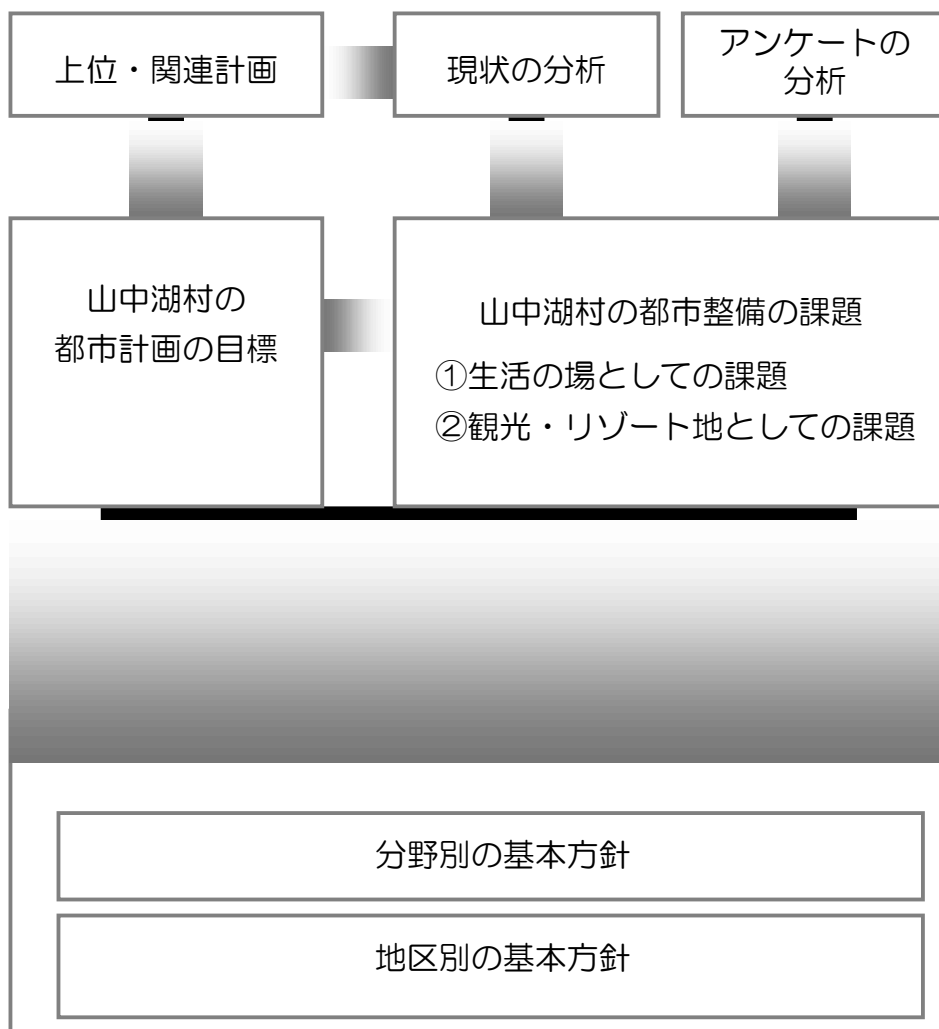 上位・関連計画
現状の分析
アンケートの
分析
山中湖村の
都市計画の目標
山中湖村の都市整備の課題
①生活の場としての課題
②観光・リゾート地としての課題
分野別の基本方針
地区別の基本方針